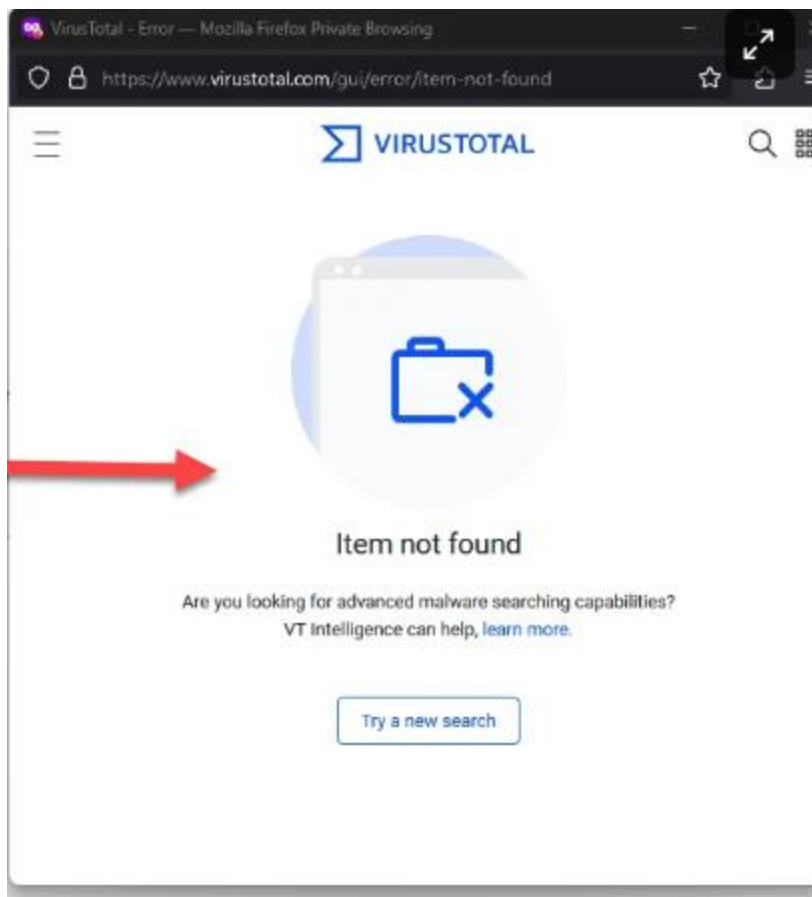 VirusTotal - Error — Mozilla Firefox Private Browsing
https://www.virustotal.com/gui/error/item-not-found
VIRUSTOTAL
Item not found
Are you looking for advanced malware searching capabilities?
VT Intelligence can help, learn more.
Try a new search